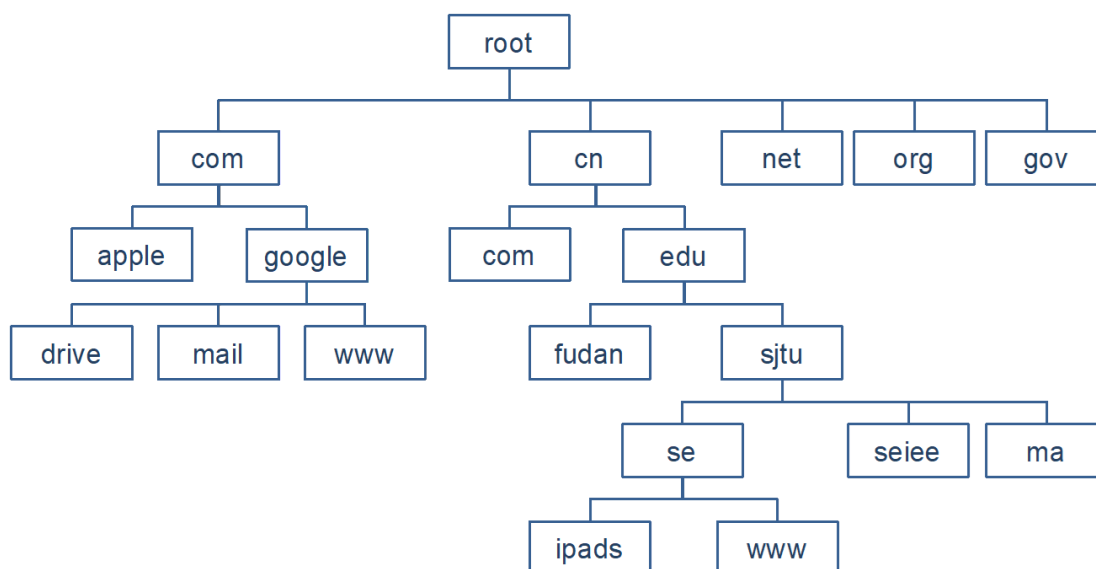 root
com
cn
net
org
gov
apple
google
com
edu
drive
mail
www
fudan
sjtu
se
seiee
ma
ipads
www